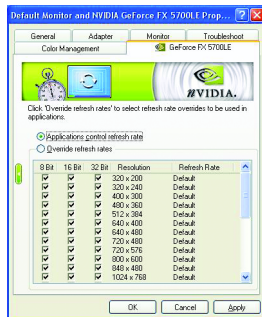 Default Monitor and NVIDIA GeForce FX 5700LE Prop...
General Adapter Monitor Troubleshoot
Color Management GeForce FX 5700LE
nVIDIA.
Click 'Override refresh rates' to select refresh rate overrides to be used in
applications.
Applications control refresh rate
Override refresh rates
8 Bit 16 Bit 32 Bit Resolution Refresh Rate
320 x 200 Default
320 x 240 Default
400 x 300 Default
480 x 360 Default
512 x 384 Default
640 x 400 Default
640 x 480 Default
720 x 480 Default
720 x 576 Default
800 x 600 Default
848 x 480 Default
1024 x 768 Default
OK Cancel Apply